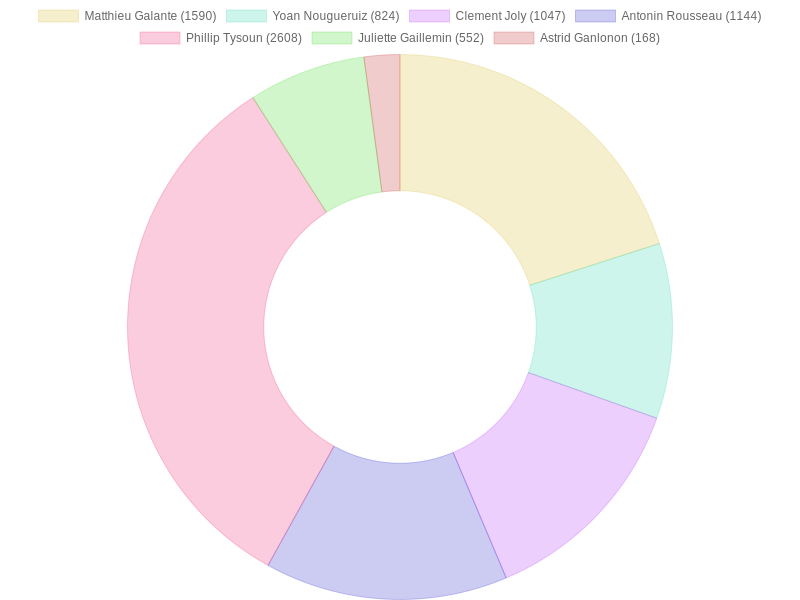 Matthieu Galante (1590) Yoan Nougueruiz (824) Clement Joly (1047) Antonin Rousseau (1144)
Phillip Tysoun (2608) Juliette Gaillemin (552) Astrid Ganlonon (168)